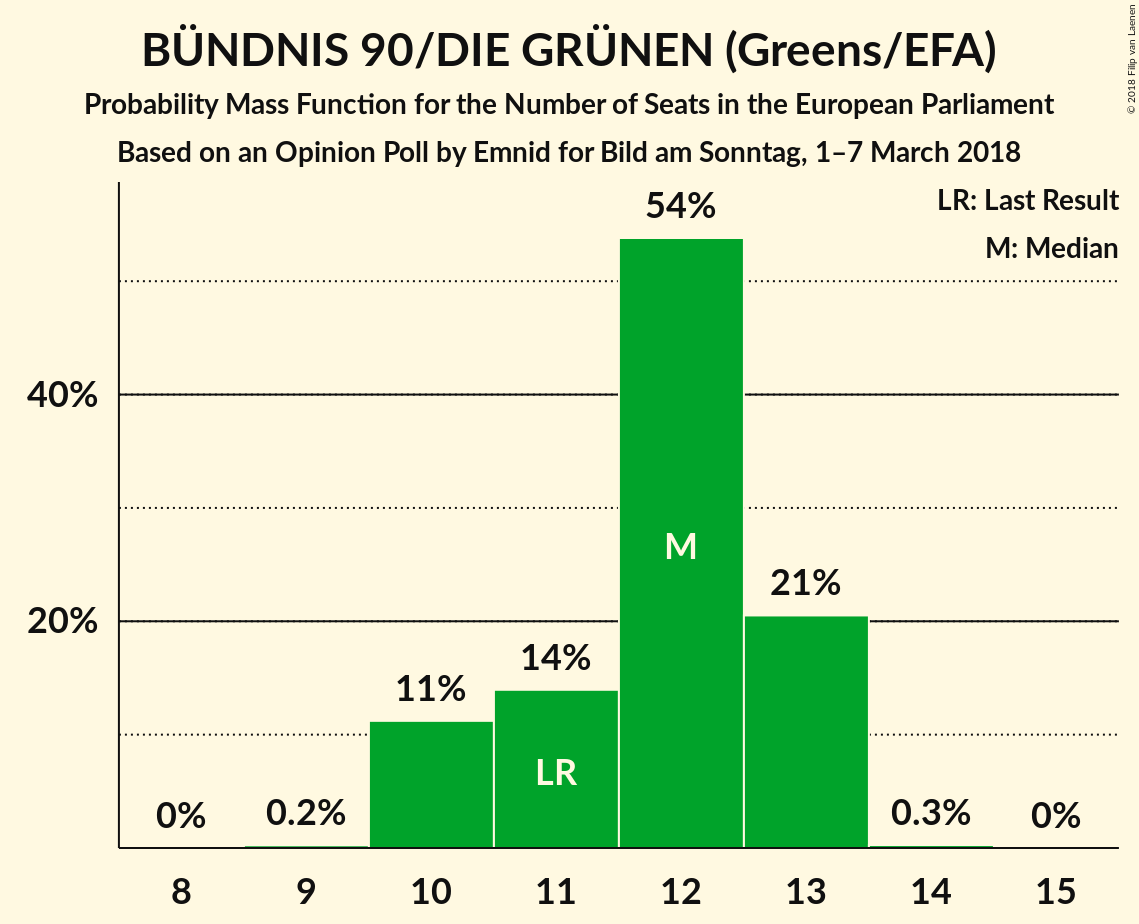 BÜNDNIS 90/DIE GRÜNEN (Greens/EFA)
Probability Mass Function for the Number of Seats in the European Parliament
Based on an Opinion Poll by Emnid for Bild am Sonntag, 1–7 March 2018
© 2018 Filip van Laenen
LR: Last Result
M: Median
54%
40%
M
21%
20%
14%
11%
LR
0%
0.2%
0.3%
0%
8
9
10
11
12
13
14
15